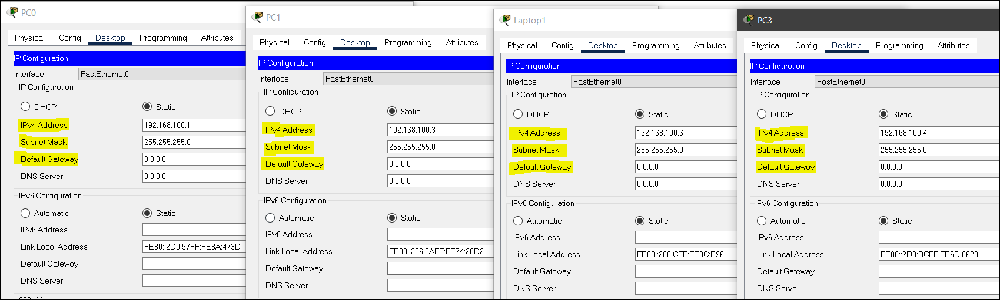 PC0
Physical Config Desktop Programming Attributes
IP Configuration
Interface FastEthernet0
IP Configuration
DHCP Static
IPv4 Address 192.168.100.1
Subnet Mask 255.255.255.0
Default Gateway 0.0.0.0
DNS Server 0.0.0.0
IPv6 Configuration
Automatic Static
IPv6 Address
Link Local Address FE80::2D0:97FF:FE8A:473D
Default Gateway
DNS Server
PC1
Physical Config Desktop Programming Attributes
IP Configuration
Interface FastEthernet0
IP Configuration
DHCP Static
IPv4 Address 192.168.100.3
Subnet Mask 255.255.255.0
Default Gateway 0.0.0.0
DNS Server 0.0.0.0
IPv6 Configuration
Automatic Static
IPv6 Address
Link Local Address FE80::206:2AFF:FE74:28D2
Default Gateway
DNS Server
Laptop1
Physical Config Desktop Programming Attributes
IP Configuration
Interface FastEthernet0
IP Configuration
DHCP Static
IPv4 Address 192.168.100.6
Subnet Mask 255.255.255.0
Default Gateway 0.0.0.0
DNS Server 0.0.0.0
IPv6 Configuration
Automatic Static
IPv6 Address
Link Local Address FE80::200:CFF:FE0C:B961
Default Gateway
DNS Server
PC3
Physical Config Desktop Programming Attributes
IP Configuration
Interface FastEthernet0
IP Configuration
DHCP Static
IPv4 Address 192.168.100.4
Subnet Mask 255.255.255.0
Default Gateway 0.0.0.0
DNS Server 0.0.0.0
IPv6 Configuration
Automatic Static
IPv6 Address
Link Local Address FE80::2D0:BCFF:FE6D:8620
Default Gateway
DNS Server